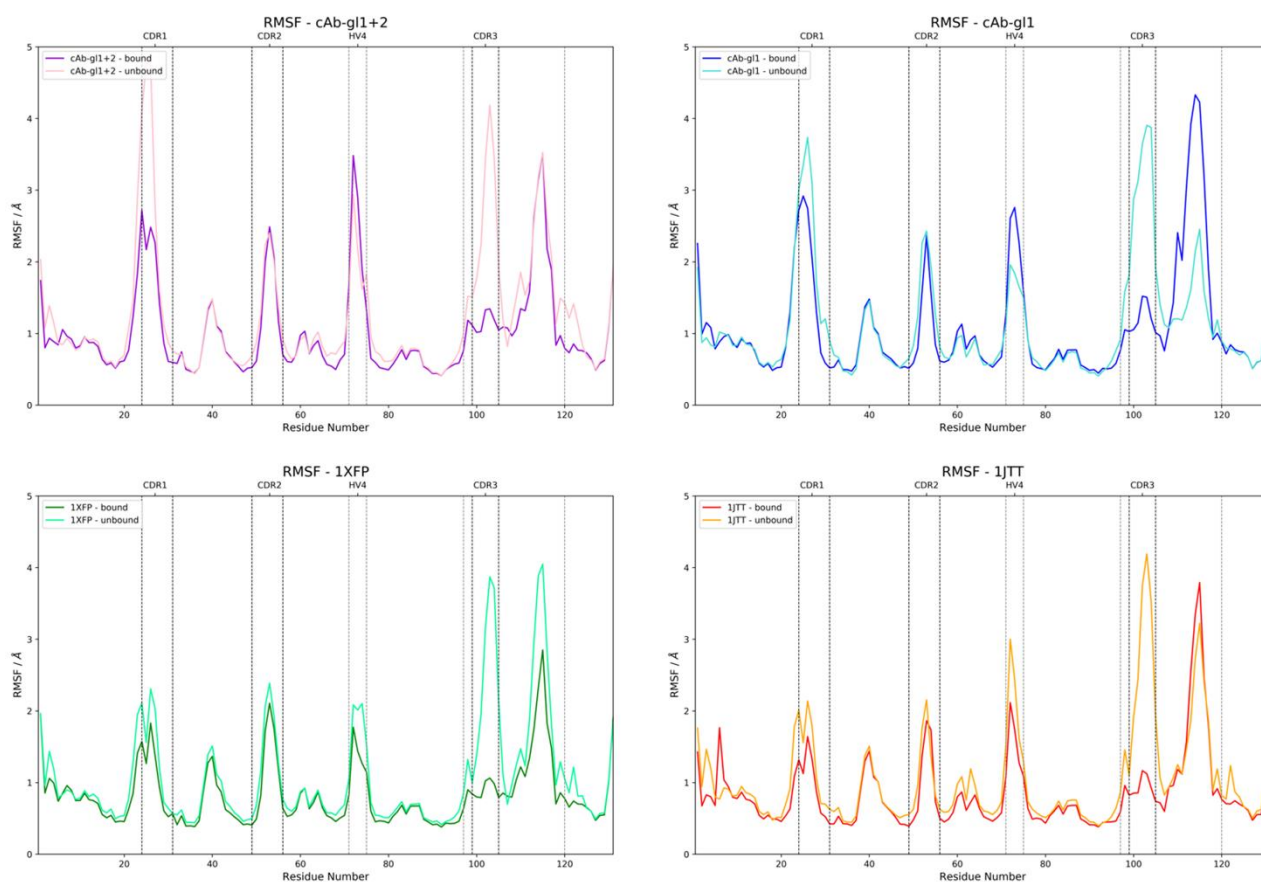 RMSF - cAb-gl1+2
CDR1 CDR2 HV4 CDR3
cAb-gl1+2 - bound
cAb-gl1+2 - unbound
5
4
3
2
1
0
RMSF / Å
20 40 60 80 100 120
Residue Number
RMSF - cAb-gl1
CDR1 CDR2 HV4 CDR3
cAb-gl1 - bound
cAb-gl1 - unbound
5
4
3
2
1
0
RMSF / Å
20 40 60 80 100 120
Residue Number
RMSF - 1XFP
CDR1 CDR2 HV4 CDR3
1XFP - bound
1XFP - unbound
5
4
3
2
1
0
RMSF / Å
20 40 60 80 100 120
Residue Number
RMSF - 1JTT
CDR1 CDR2 HV4 CDR3
1JTT - bound
1JTT - unbound
5
4
3
2
1
0
RMSF / Å
20 40 60 80 100 120
Residue Number